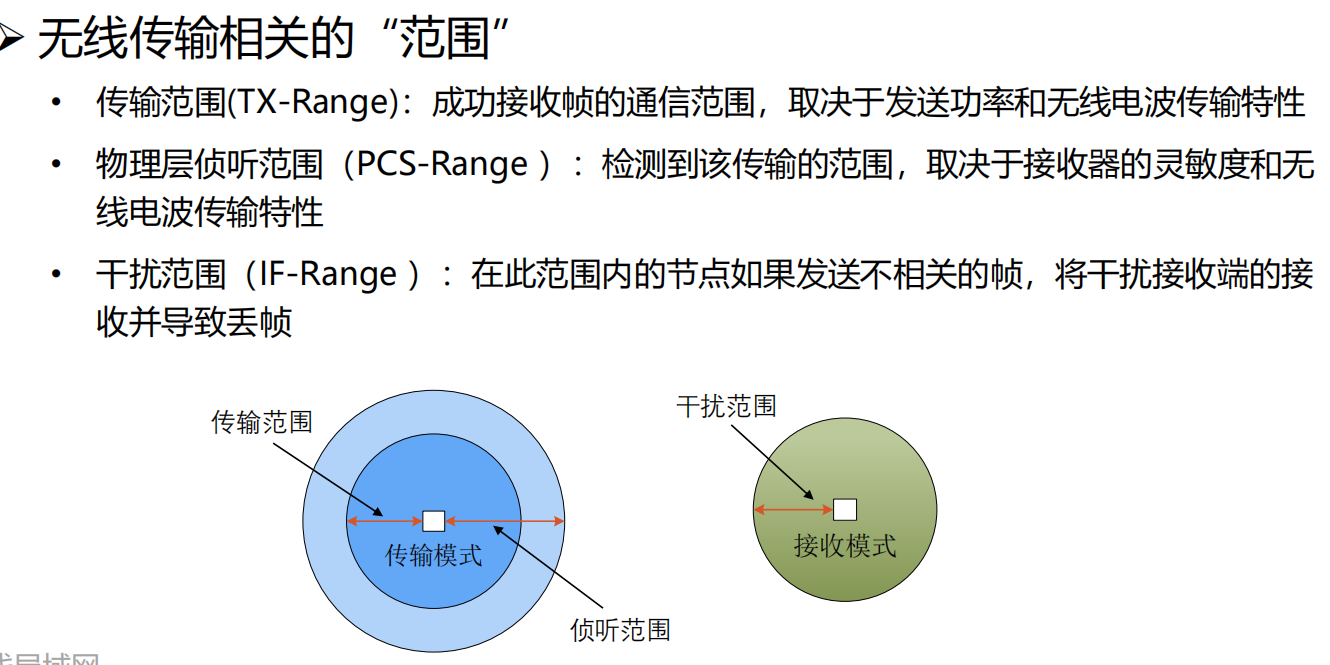 无线传输相关的“范围”
• 传输范围(TX-Range)：成功接收帧的通信范围，取决于发送功率和无线电波传输特性
• 物理层侦听范围（PCS-Range ）：检测到该传输的范围，取决于接收器的灵敏度和无
线电波传输特性
• 干扰范围（IF-Range ）：在此范围内的节点如果发送不相关的帧，将干扰接收端的接
收并导致丢帧
传输范围
干扰范围
传输模式
接收模式
侦听范围
局域网